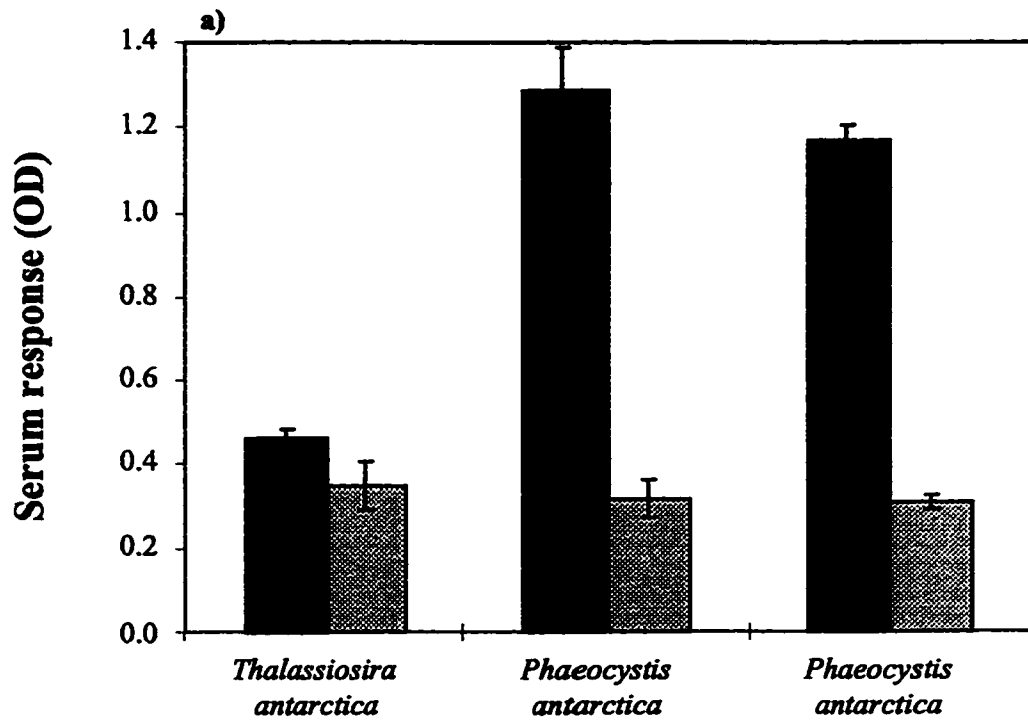 a)
1.4
1.2
1.0
0.8
0.6
0.4
0.2
0.0
Serum response (OD)
Thalassiosira
antarctica
Phaeocystis
antarctica
Phaeocystis
antarctica